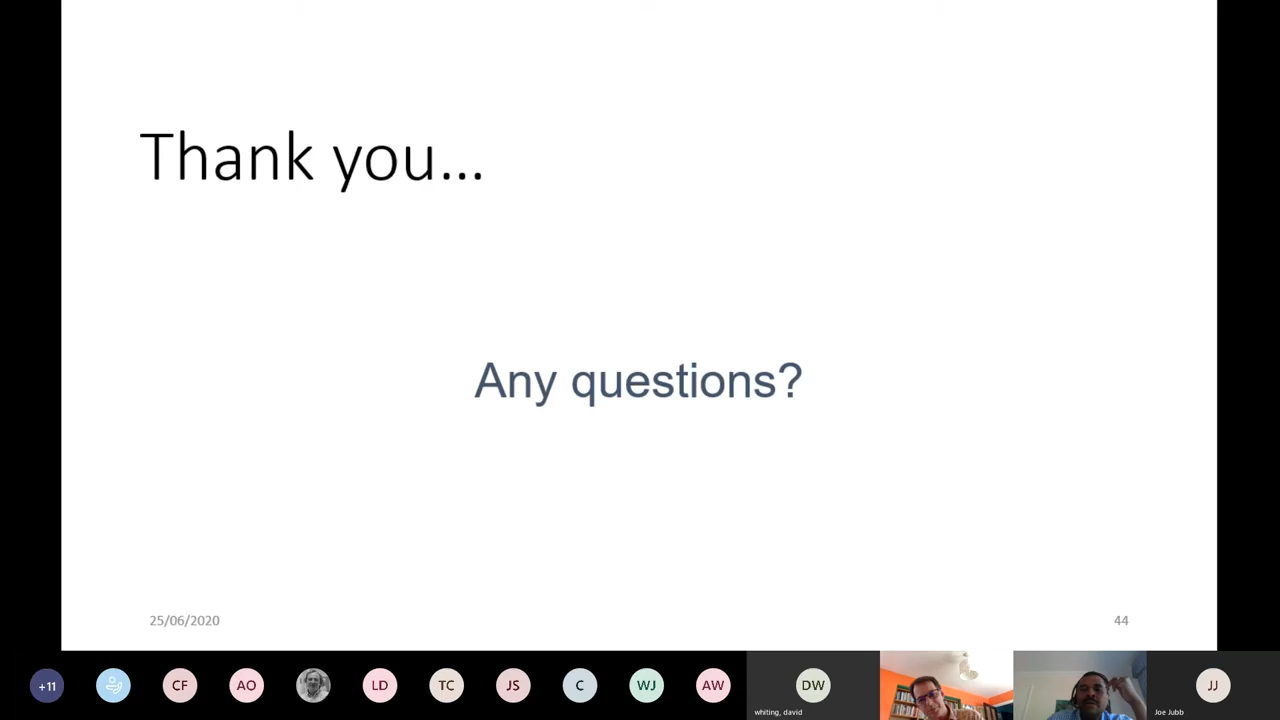 Thank you...
Any questions?
25/06/2020
44
+11
CF
AO
LD
TC
JS
C
WJ
AW
DW
JJ
whiting, david
Joe Jubb